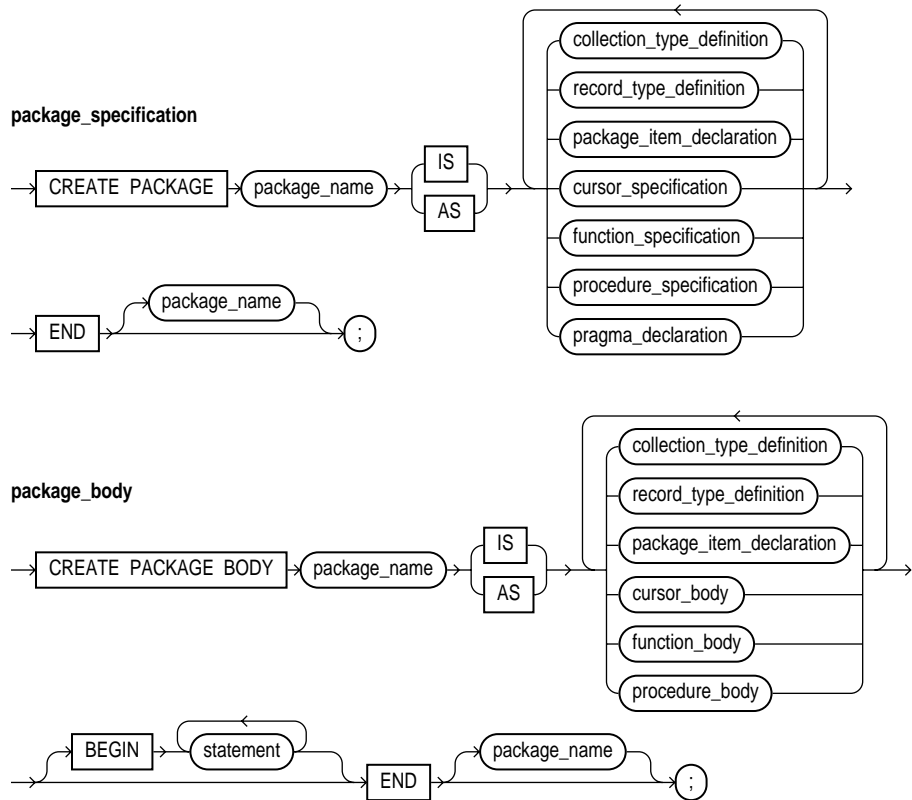 package_specification
CREATE PACKAGE
package_name
IS
AS
collection_type_definition
record_type_definition
package_item_declaration
cursor_specification
function_specification
procedure_specification
pragma_declaration
END
package_name
;
package_body
CREATE PACKAGE BODY
package_name
IS
AS
collection_type_definition
record_type_definition
package_item_declaration
cursor_body
function_body
procedure_body
BEGIN
statement
END
package_name
;